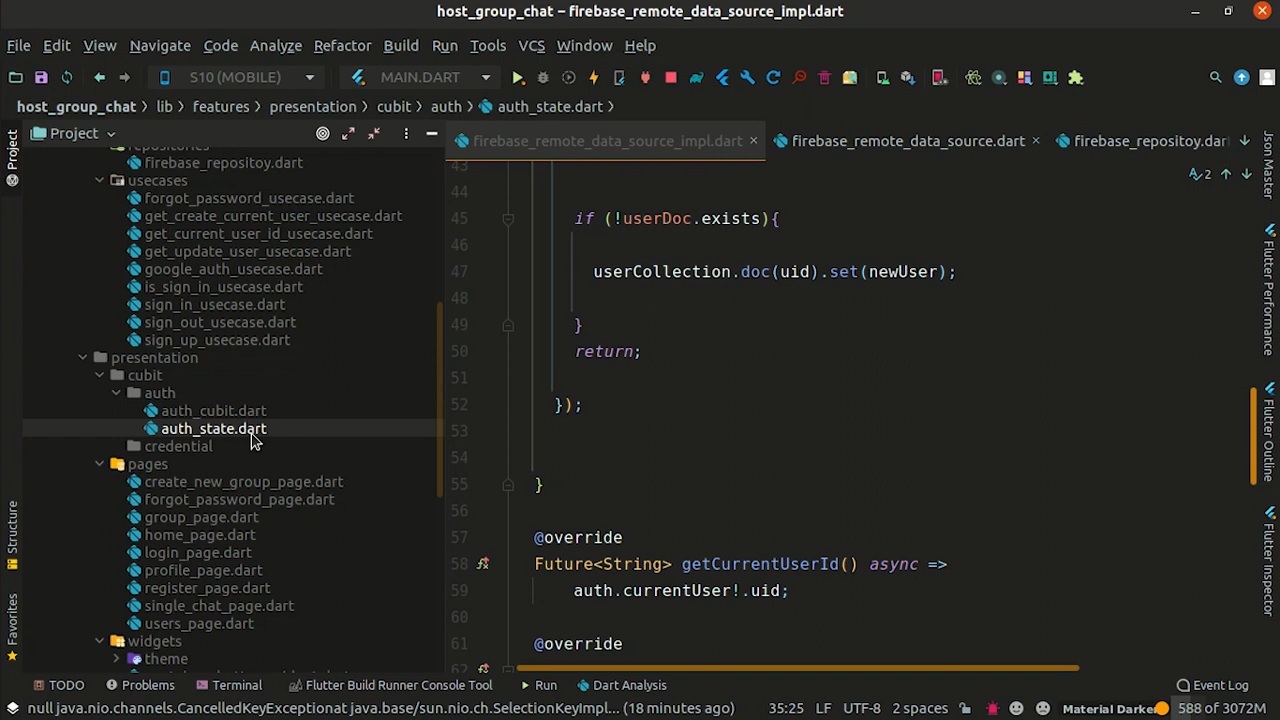 host_group_chat – firebase_remote_data_source_impl.dart
File Edit View Navigate Code Analyze Refactor Build Run Tools VCS Window Help
S10 (MOBILE) MAIN.DART
host_group_chat lib features presentation cubit auth auth_state.dart
Project
firebase_remote_data_source_impl.dart
firebase_remote_data_source.dart
firebase_repositoy.dart
Project
Structure
Favorites
repositories
firebase_repositoy.dart
usecases
forgot_password_usecase.dart
get_create_current_user_usecase.dart
get_current_user_id_usecase.dart
get_update_user_usecase.dart
google_auth_usecase.dart
is_sign_in_usecase.dart
sign_in_usecase.dart
sign_out_usecase.dart
sign_up_usecase.dart
presentation
cubit
auth
auth_cubit.dart
auth_state.dart
credential
pages
create_new_group_page.dart
forgot_password_page.dart
group_page.dart
home_page.dart
login_page.dart
profile_page.dart
register_page.dart
single_chat_page.dart
users_page.dart
widgets
theme
2
43
44
45 if (!userDoc.exists){
46
47 userCollection.doc(uid).set(newUser);
48
49 }
50 return;
51
52 });
53
54
55 }
56
57 @override
58 Future<String> getCurrentUserId() async =>
59 auth.currentUser!.uid;
60
61 @override
62
Json Master
Flutter Performance
Flutter Outline
Flutter Inspector
TODO Problems Terminal Flutter Build Runner Console Tool Run Dart Analysis Event Log
null java.nio.channels.CancelledKeyExceptionat java.base/sun.nio.ch.SelectionKeyImpl... (18 minutes ago) 35:25 LF UTF-8 2 spaces Material Darker 588 of 3072M